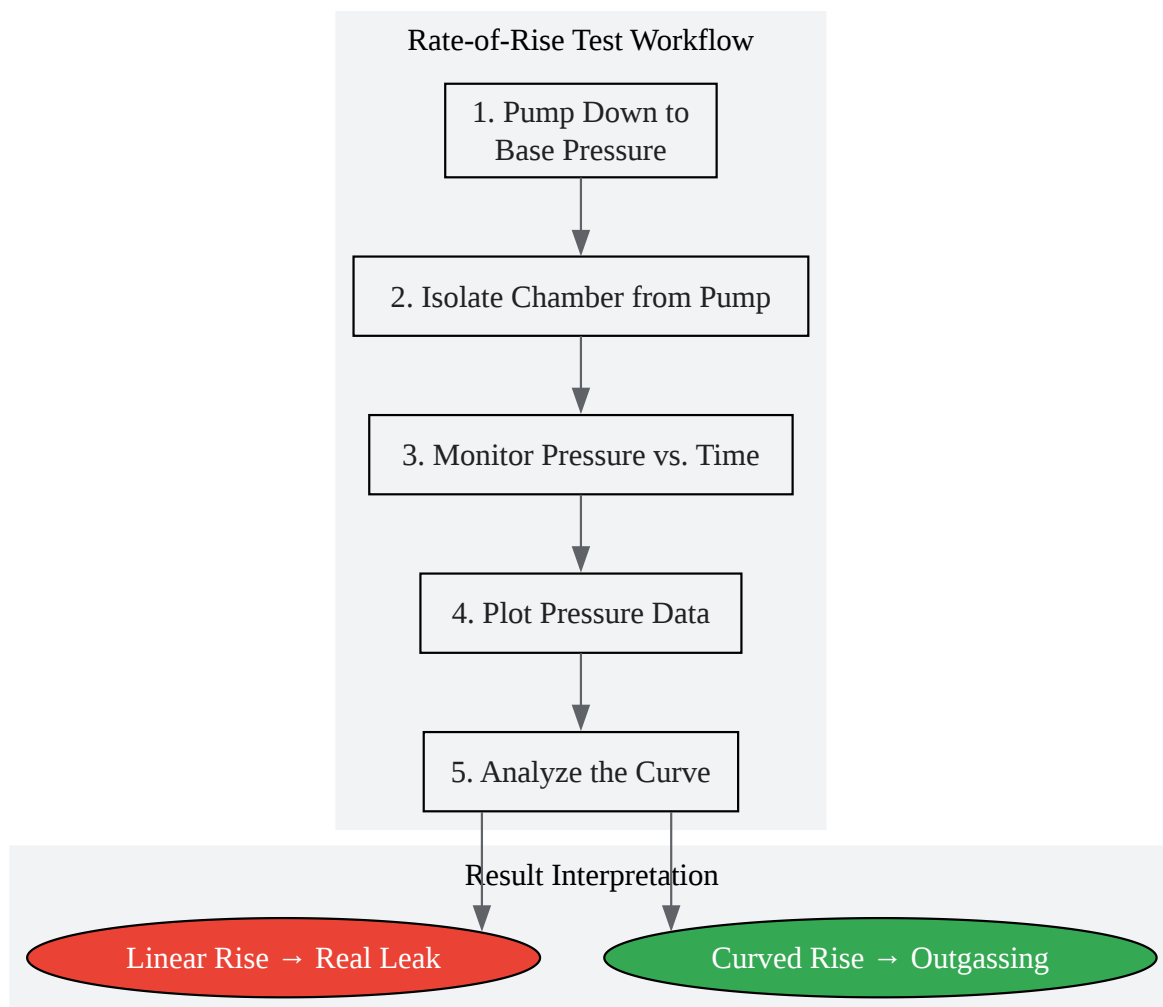 Rate-of-Rise Test Workflow
1. Pump Down to
Base Pressure
2. Isolate Chamber from Pump
3. Monitor Pressure vs. Time
4. Plot Pressure Data
5. Analyze the Curve
Result Interpretation
Linear Rise → Real Leak
Curved Rise → Outgassing